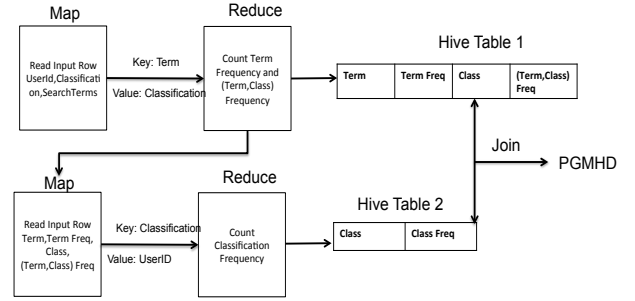 Map
Reduce
Read Input Row
UserId,Classificati
on,SearchTerms
Key: Term
Value: Classification
Count Term
Frequency and
(Term,Class)
Frequency
Hive Table 1
Term
Term Freq
Class
(Term,Class)
Freq
Join
PGMHD
Map
Reduce
Read Input Row
Term,Term Freq,
Class,
(Term,Class) Freq
Key: Classification
Value: UserID
Count
Classification
Frequency
Hive Table 2
Class
Class Freq